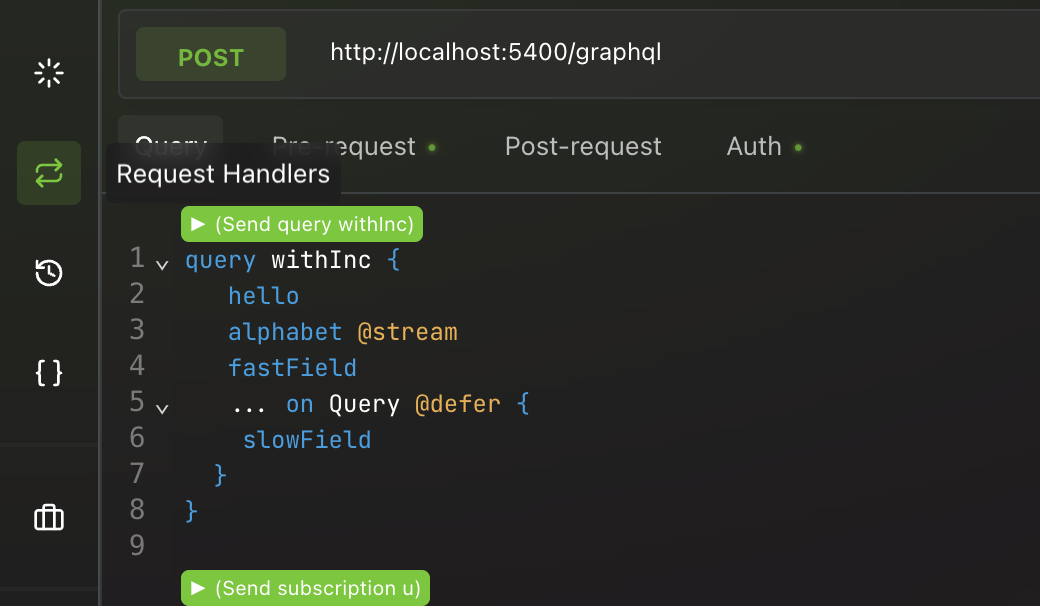 POST
http://localhost:5400/graphql
Query Pre-request Post-request Auth
Request Handlers
(Send query withInc)
1 query withInc {
2 hello
3 alphabet @stream
4 fastField
5 ... on Query @defer {
6 slowField
7 }
8 }
9
(Send subscription u)